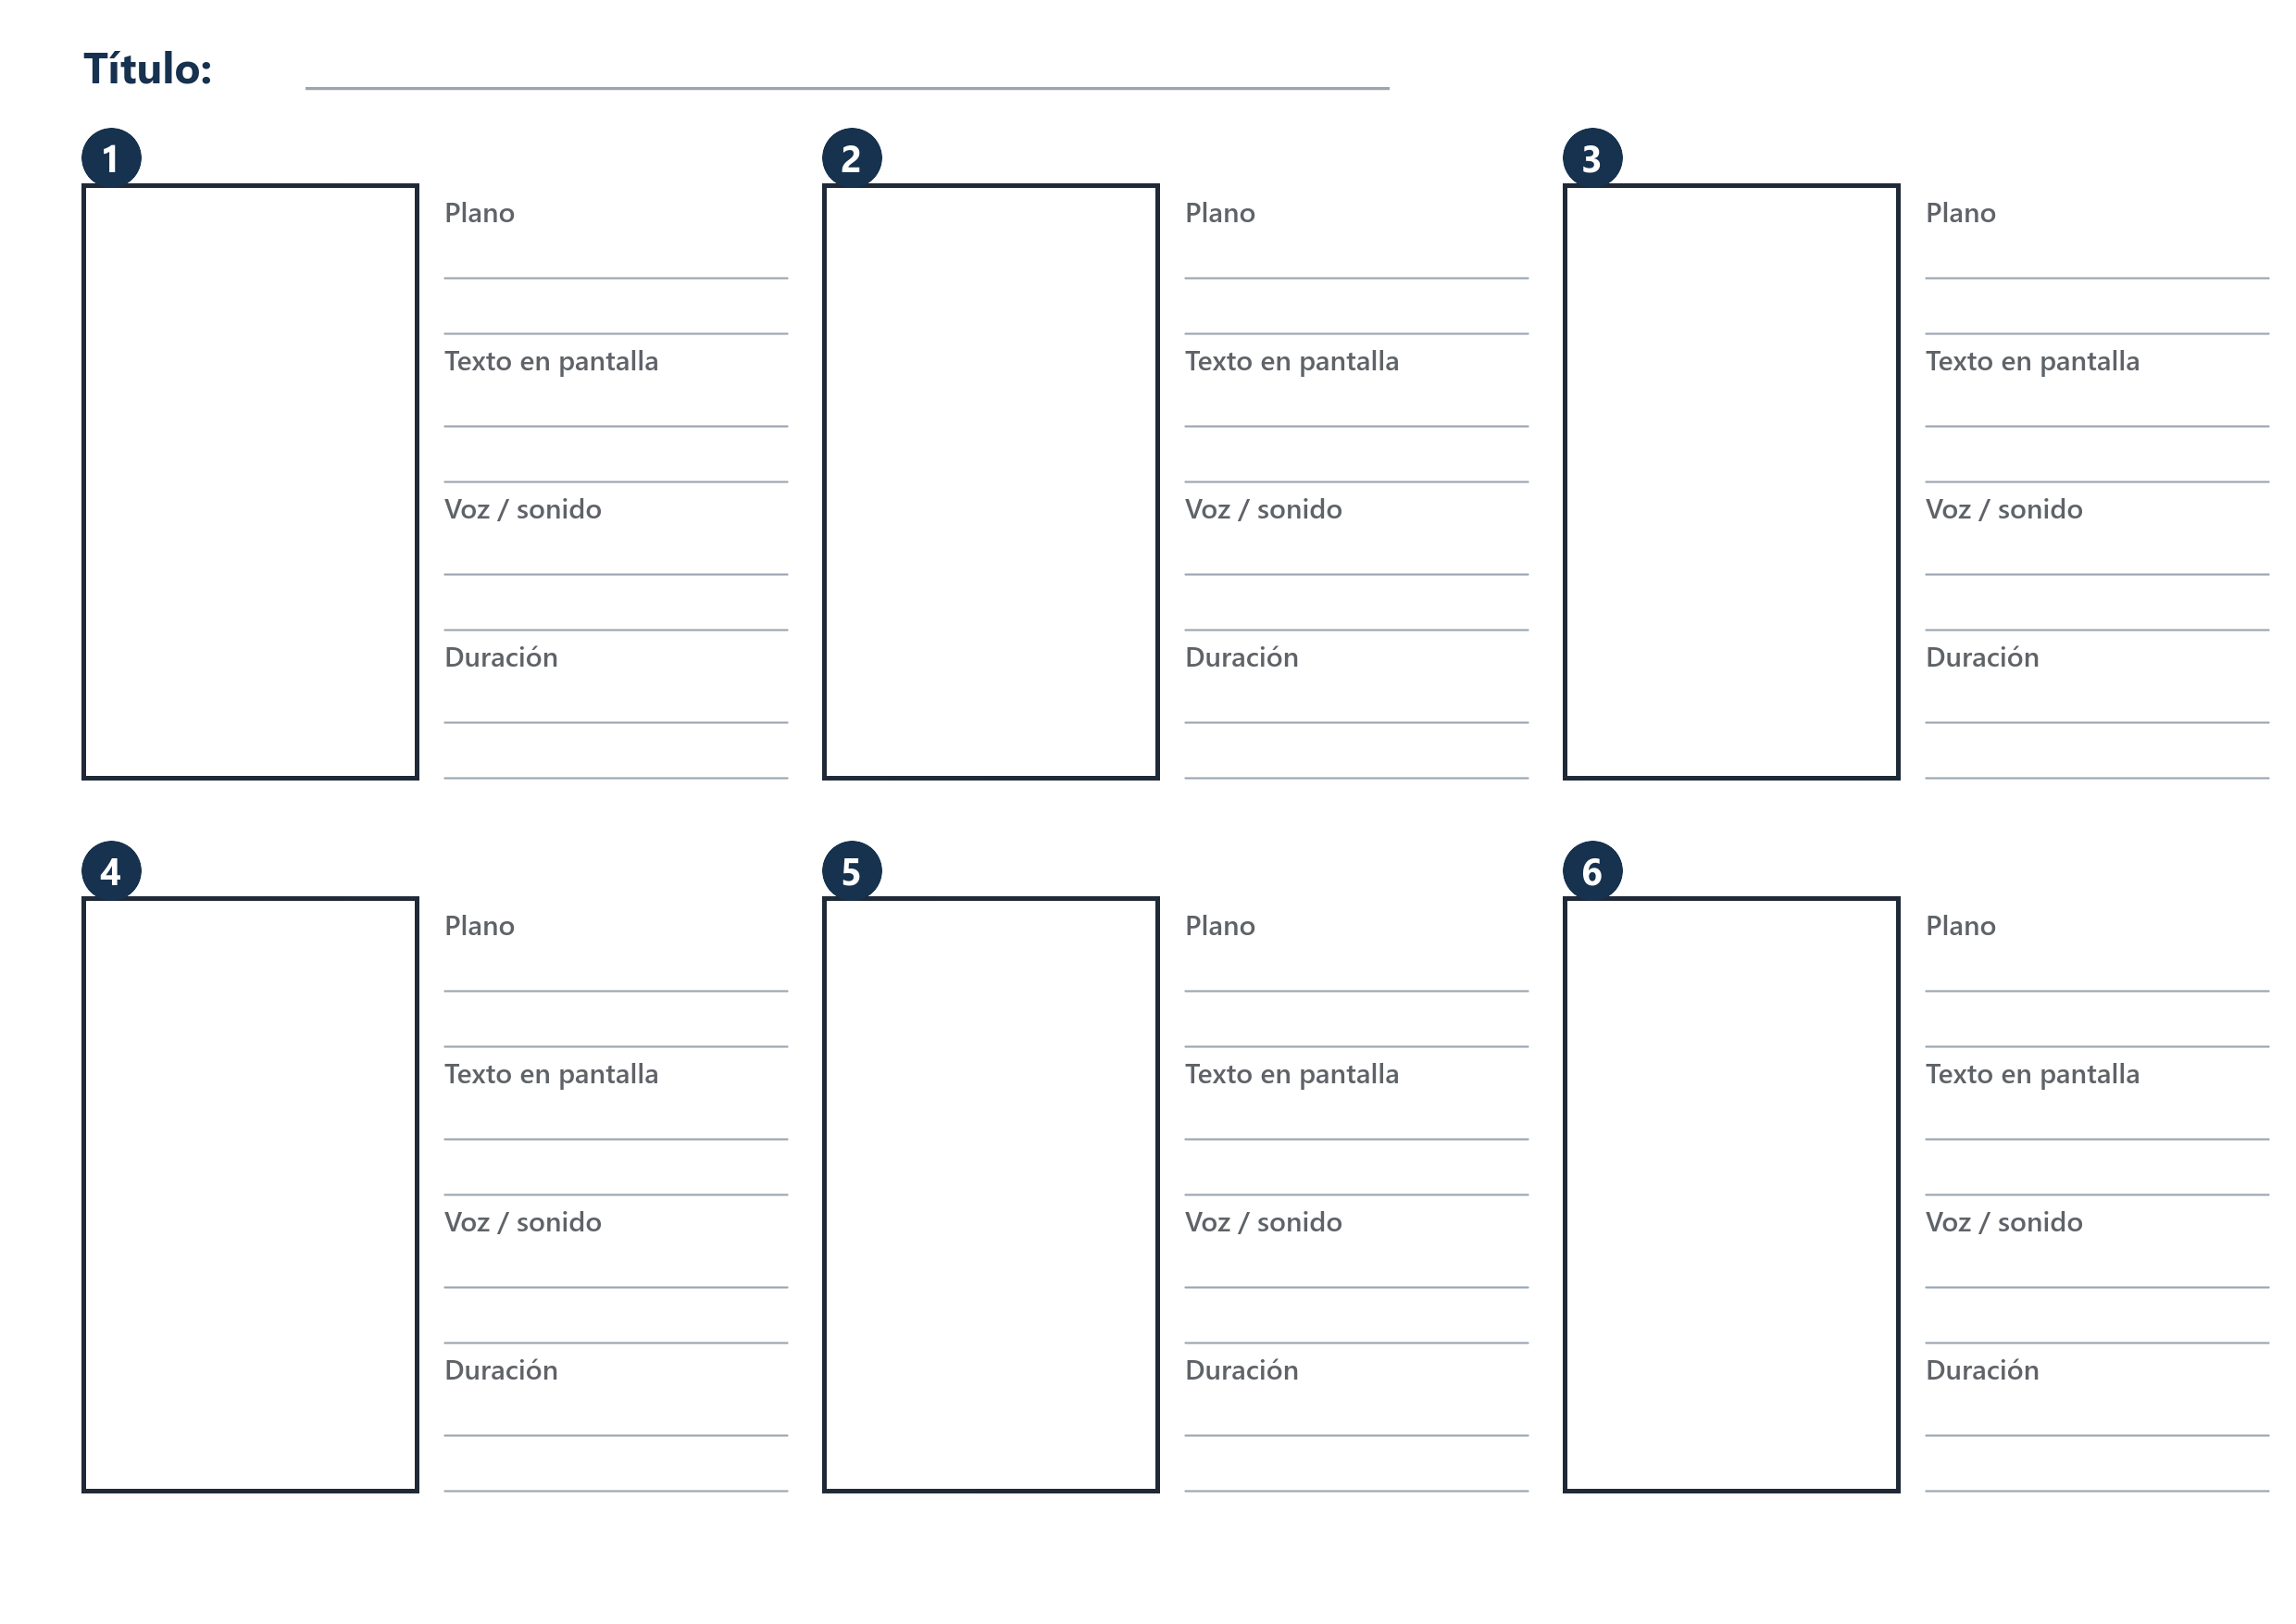 Título:
1
Plano
Texto en pantalla
Voz / sonido
Duración
2
Plano
Texto en pantalla
Voz / sonido
Duración
3
Plano
Texto en pantalla
Voz / sonido
Duración
4
Plano
Texto en pantalla
Voz / sonido
Duración
5
Plano
Texto en pantalla
Voz / sonido
Duración
6
Plano
Texto en pantalla
Voz / sonido
Duración